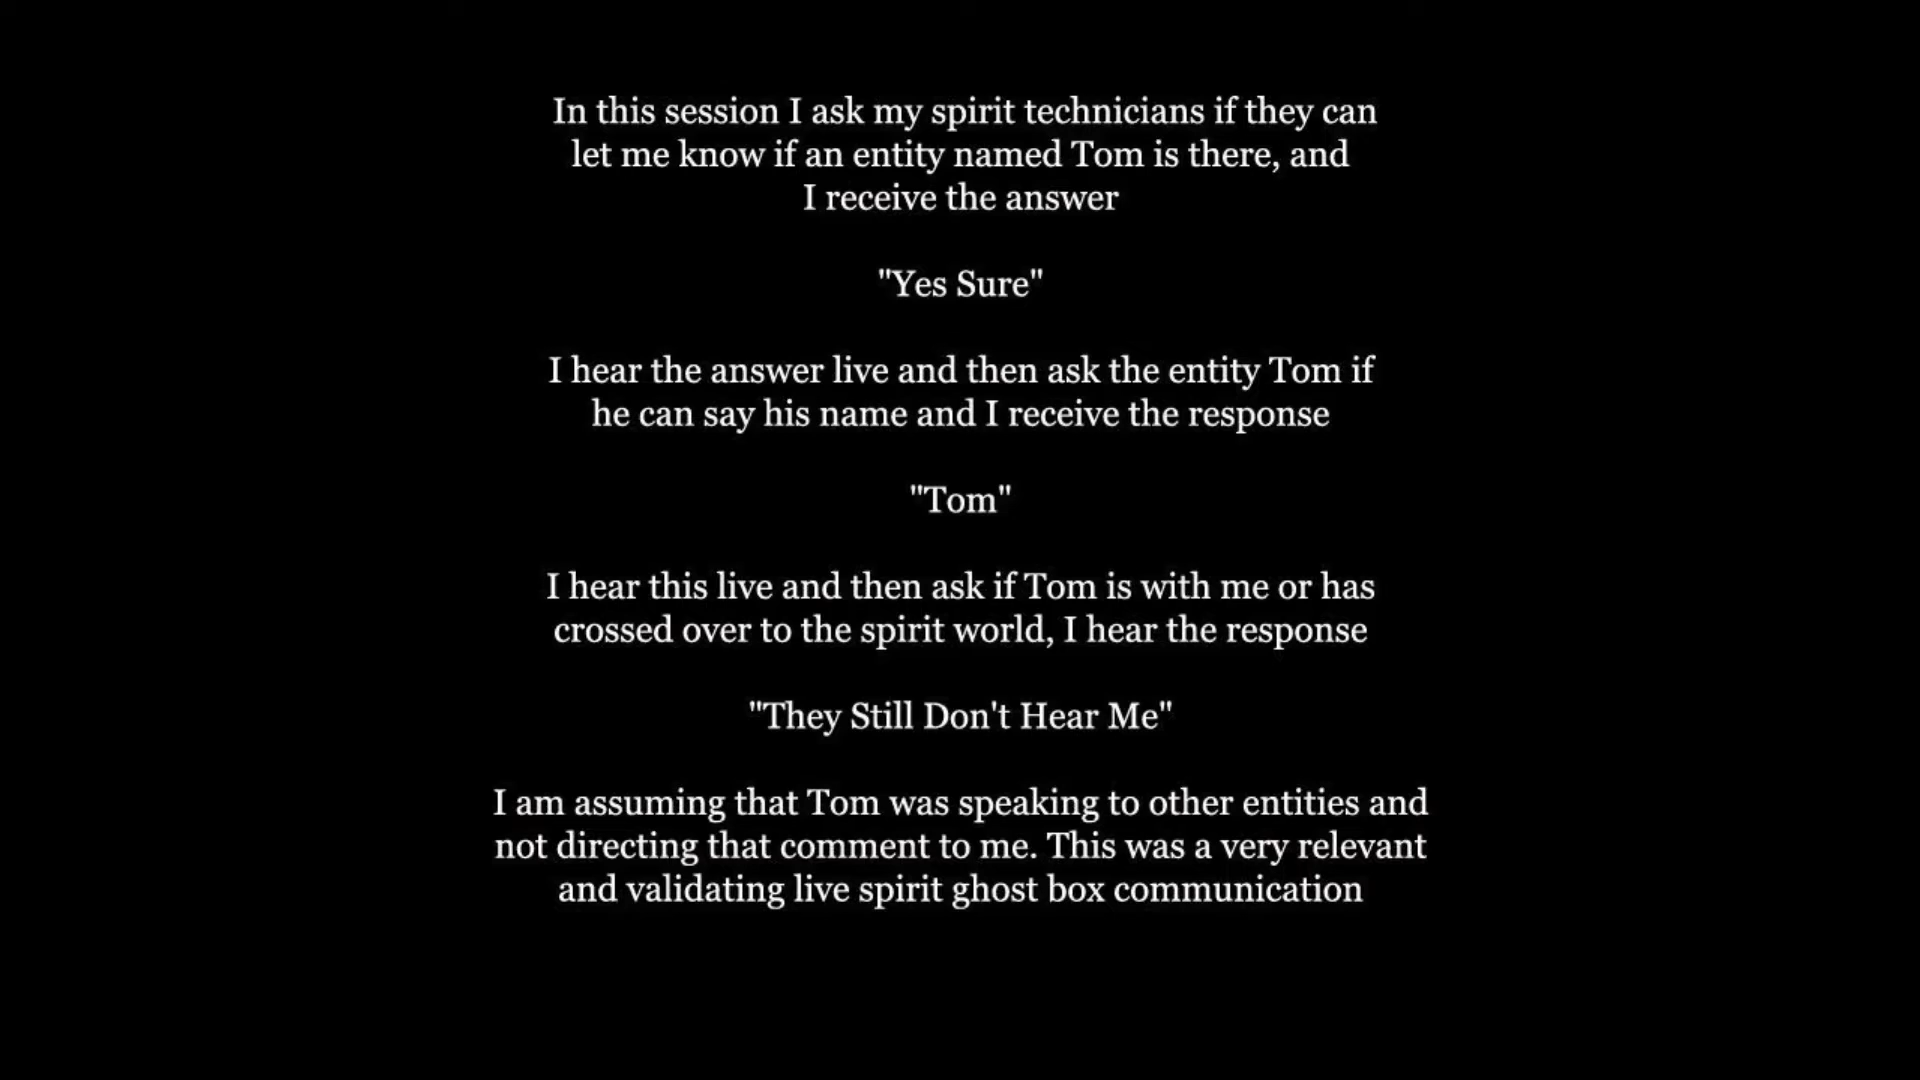 In this session I ask my spirit technicians if they can
let me know if an entity named Tom is there, and
I receive the answer
"Yes Sure"
I hear the answer live and then ask the entity Tom if
he can say his name and I receive the response
"Tom"
I hear this live and then ask if Tom is with me or has
crossed over to the spirit world, I hear the response
"They Still Don't Hear Me"
I am assuming that Tom was speaking to other entities and
not directing that comment to me. This was a very relevant
and validating live spirit ghost box communication